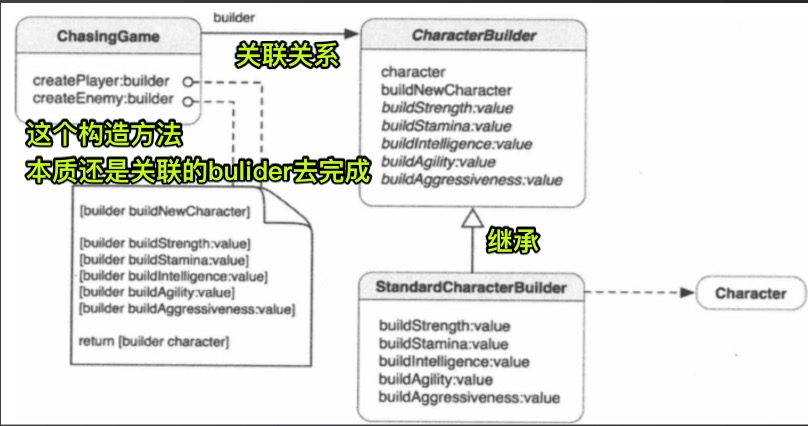 builder
ChasingGame
createPlayer:builder
createEnemy:builder
关联关系
CharacterBuilder
character
buildNewCharacter
buildStrength:value
buildStamina:value
buildIntelligence:value
buildAgility:value
buildAggressiveness:value
这个构造方法
本质还是关联的bulider去完成
[builder buildNewCharacter]
[builder buildStrength:value]
[builder buildStamina:value]
[builder buildIntelligence:value]
[builder buildAgility:value]
[builder buildAggressiveness:value]
return [builder character]
继承
StandardCharacterBuilder
buildStrength:value
buildStamina:value
buildIntelligence:value
buildAgility:value
buildAggressiveness:value
Character